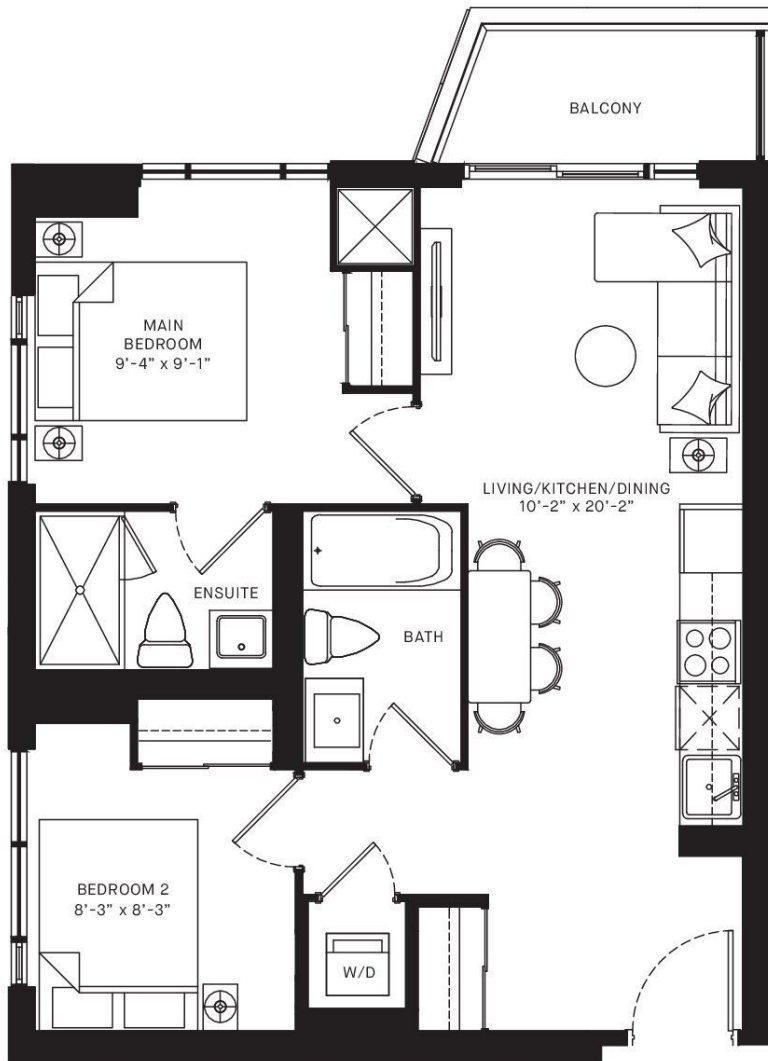 BALCONY
MAIN
BEDROOM
9’-4” x 9’-1”
LIVING/KITCHEN/DINING
10’-2” x 20’-2”
ENSUITE
BATH
BEDROOM 2
8’-3” x 8’-3”
W/D